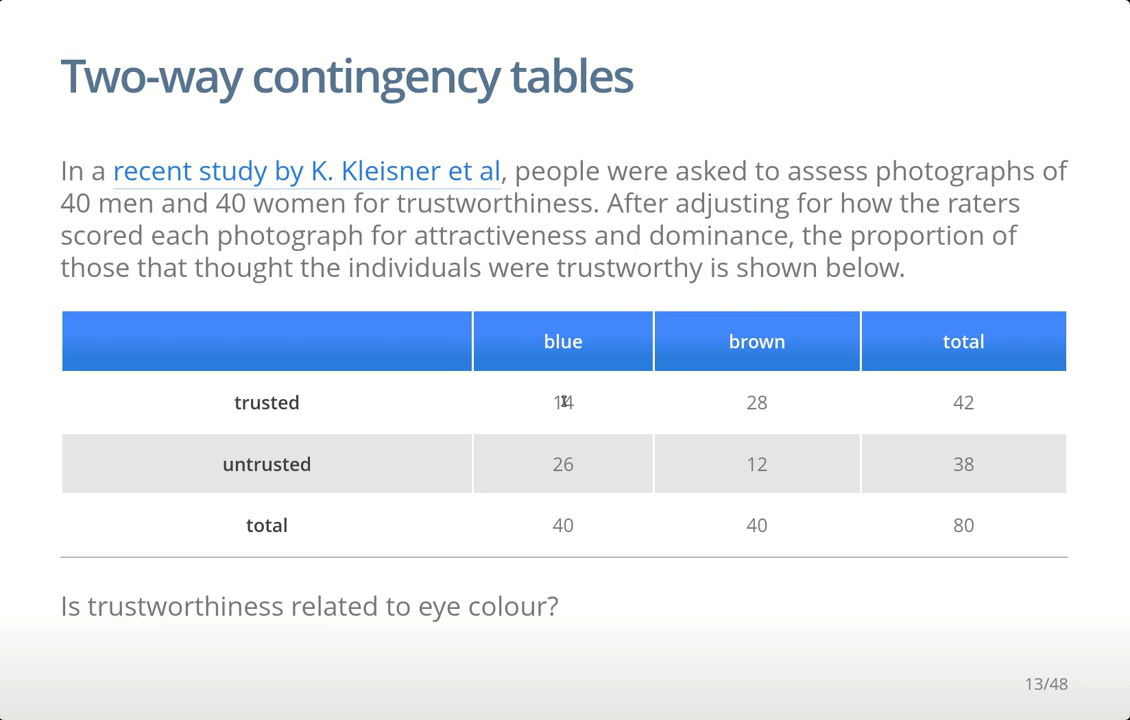 Two-way contingency tables
In a recent study by K. Kleisner et al, people were asked to assess photographs of
40 men and 40 women for trustworthiness. After adjusting for how the raters
scored each photograph for attractiveness and dominance, the proportion of
those that thought the individuals were trustworthy is shown below.
blue brown total
trusted 14 28 42
untrusted 26 12 38
total 40 40 80
Is trustworthiness related to eye colour?
13/48